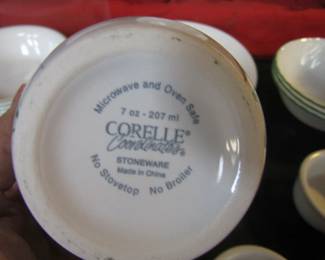 Microwave and Oven Safe
7 oz - 207 ml
CORELLE®
Coordinates®
STONEWARE
Made in China
No Stovetop No Broiler